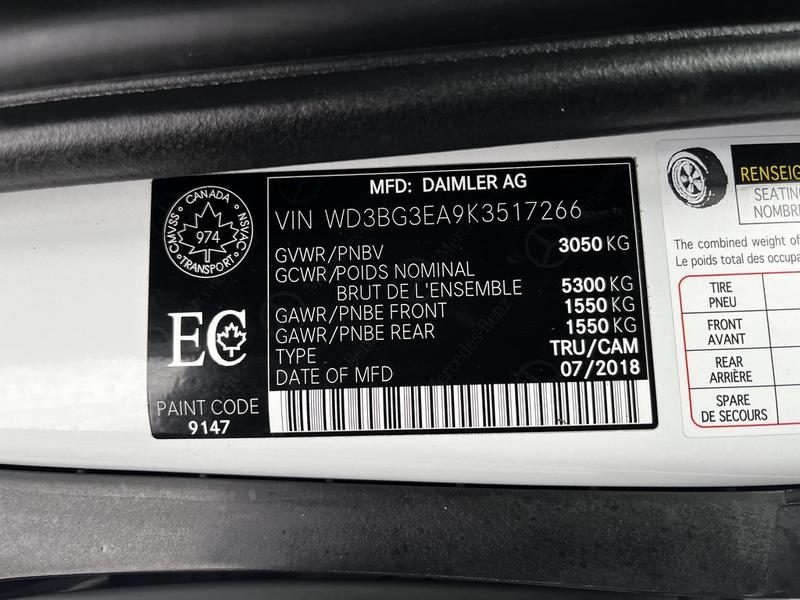 MFD: DAIMLER AG
VIN WD3BG3EA9K3517266
GVWR/PNBV 3050 KG
GCWR/POIDS NOMINAL
BRUT DE L'ENSEMBLE 5300 KG
GAWR/PNBE FRONT 1550 KG
GAWR/PNBE REAR 1550 KG
TYPE TRU/CAM
DATE OF MFD 07/2018
CANADA
CMVSS
NSVAC
974
TRANSPORT
EC
PAINT CODE
9147
RENSEIG
SEATIN
NOMBRE
The combined weight of
Le poids total des occupa
TIRE
PNEU
FRONT
AVANT
REAR
ARRIÈRE
SPARE
DE SECOURS